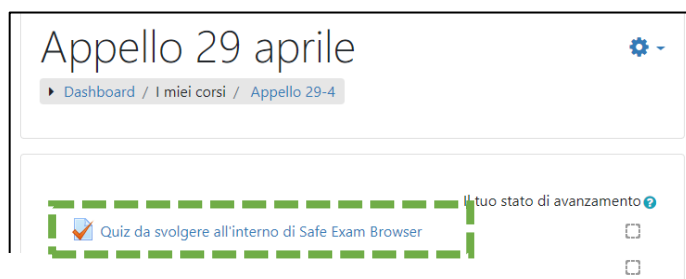 Appello 29 aprile
Dashboard / I miei corsi / Appello 29-4
Il tuo stato di avanzamento
Quiz da svolgere all'interno di Safe Exam Browser